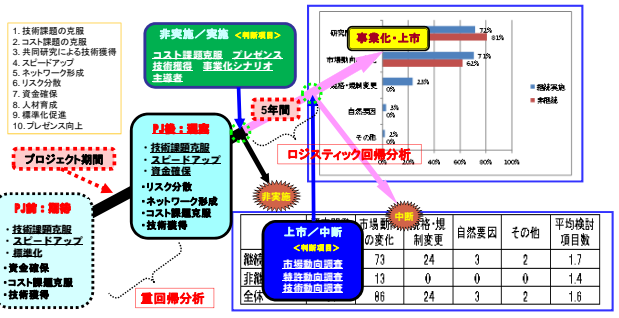 1. 技術課題の克服
2. コスト課題の克服
3. 共同研究による技術獲得
4. スピードアップ
5. ネットワーク形成
6. リスク分散
7. 資金確保
8. 人材育成
9. 標準化促進
10. プレゼンス向上
非実施／実施 <判断項目>
コスト課題克服 プレゼンス
技術獲得 事業化シナリオ
主導者
事業化・上市
研究
72%
81%
市場動向
71%
62%
規格・規制変更
23%
0%
自然要因
3%
0%
その他
2%
0%
0% 20% 40% 60% 80% 100%
継続実施
非継続
5年間
ロジスティック回帰分析
プロジェクト期間
・技術課題克服
・スピードアップ
・資金確保
・リスク分散
・ネットワーク形成
・コスト課題克服
・技術獲得
非実施
中断
PJ前：期待
・技術課題克服
・スピードアップ
・標準化
・資金確保
・コスト課題克服
・技術獲得
重回帰分析
上市／中断
<判断項目>
市場動向調査
特許動向調査
技術動向調査
市場動向の変化 規格・規制変更 自然要因 その他 平均検討項目数
継続 73 24 3 2 1.7
非継 13 0 0 0 1.4
全体 86 24 3 2 1.6